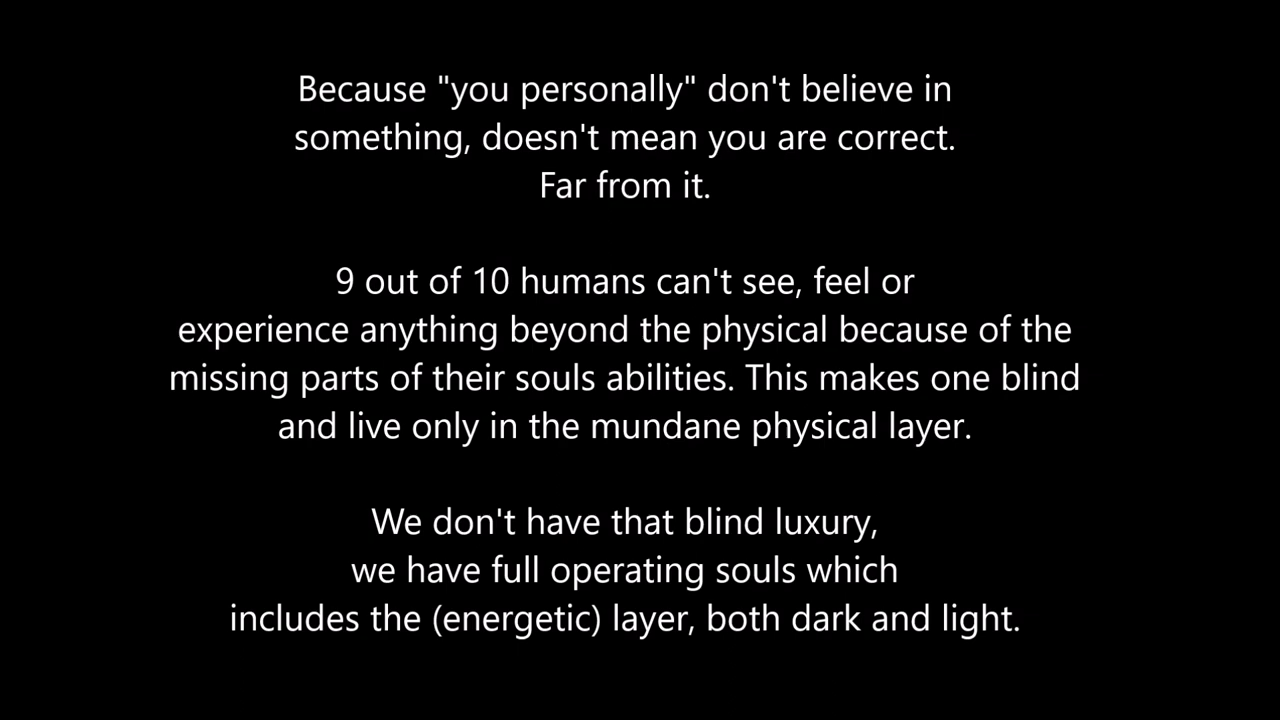 Because "you personally" don't believe in
something, doesn't mean you are correct.
Far from it.
9 out of 10 humans can't see, feel or
experience anything beyond the physical because of the
missing parts of their souls abilities. This makes one blind
and live only in the mundane physical layer.
We don't have that blind luxury,
we have full operating souls which
includes the (energetic) layer, both dark and light.